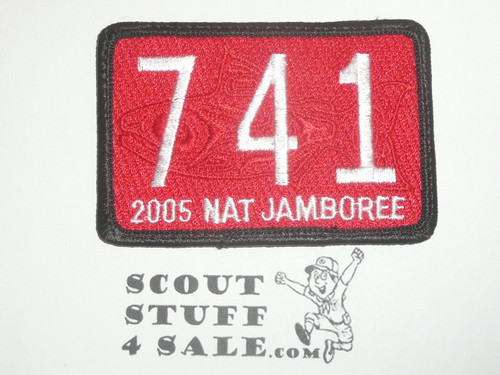 741
2005 NAT JAMBOREE
SCOUT
STUFF
4 SALE.COM